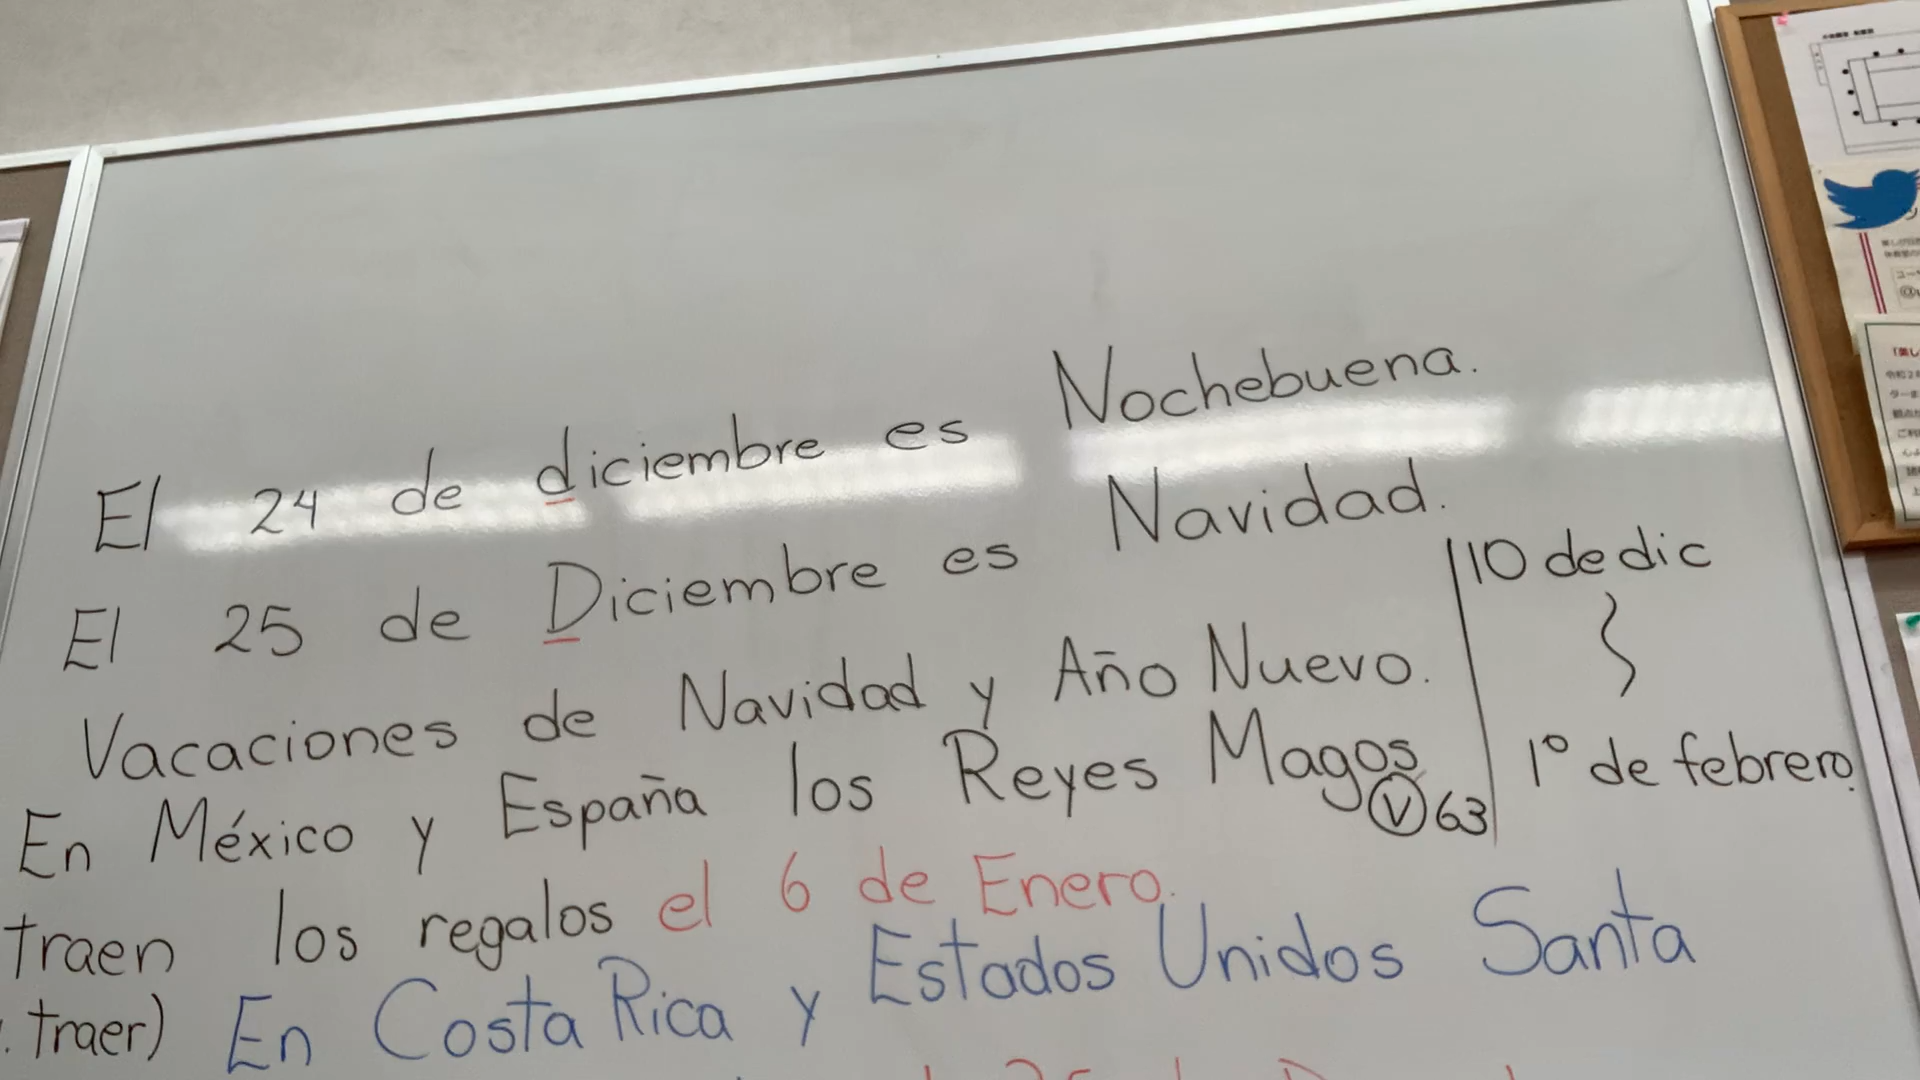 El 24 de diciembre es Nochebuena.
El 25 de Diciembre es Navidad.
Vacaciones de Navidad y Año Nuevo.
10 de dic
1º de febrero.
En México y España los Reyes Magos
V 63
traen los regalos el 6 de Enero.
traer) En Costa Rica y Estados Unidos Santa